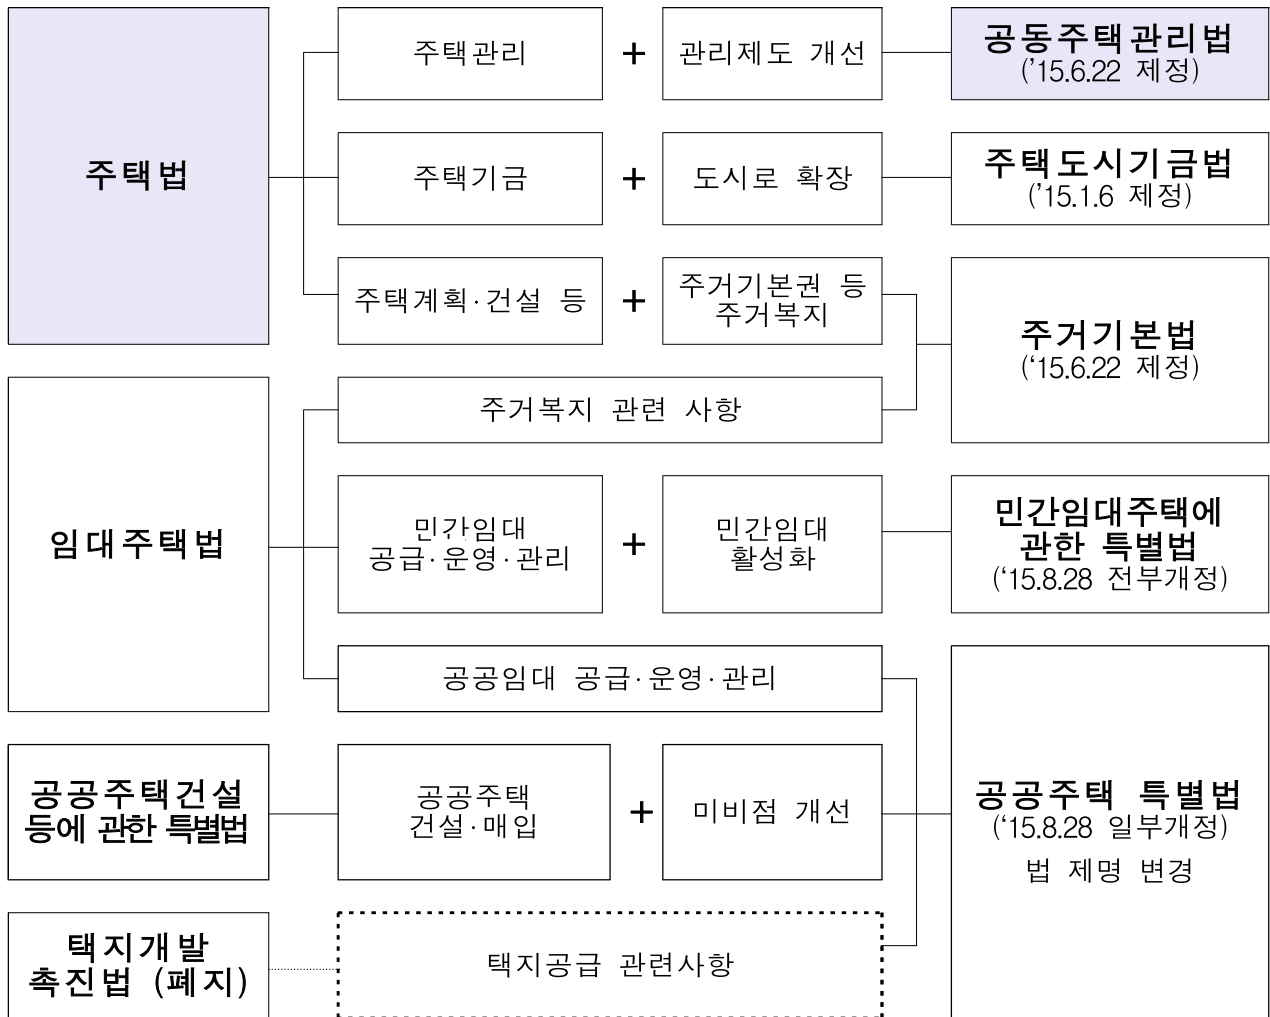 주택법
주택관리
+
관리제도 개선
공동주택관리법
(’15.6.22 제정)
주택기금
+
도시로 확장
주택도시기금법
(’15.1.6 제정)
주택계획·건설 등
+
주거기본권 등
주거복지
주거기본법
(‘15.6.22 제정)
임대주택법
주거복지 관련 사항
민간임대
공급·운영·관리
+
민간임대
활성화
민간임대주택에
관한 특별법
(‘15.8.28 전부개정)
공공임대 공급·운영·관리
공공주택건설
등에 관한 특별법
공공주택
건설·매입
+
미비점 개선
공공주택 특별법
(‘15.8.28 일부개정)
법 제명 변경
택지개발
촉진법 (폐지)
택지공급 관련사항